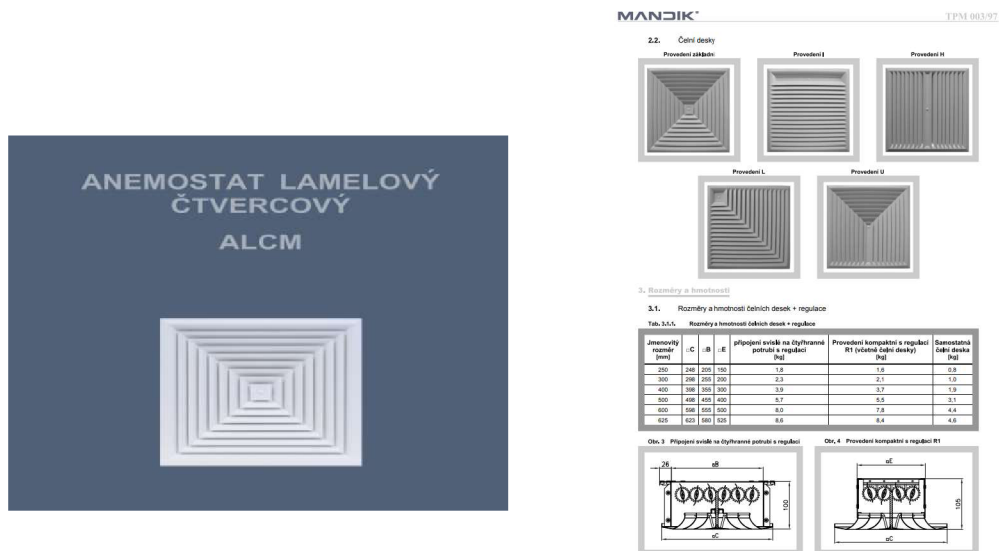 ANEMOSTAT LAMELOVÝ
ČTVERCOVÝ
ALCM
MANDÍK
TPM 003/97
2.2. Čelní desky
Provedení základní Provedení I Provedení H
Provedení L Provedení U
3. Rozměry a hmotnosti
3.1. Rozměry a hmotnosti čelních desek + regulace
Tab. 3.1.1. Rozměry a hmotnosti čelních desek + regulace
Jmenovitý rozměr [mm] □C □B □E připojení svislé na čtyřhranné potrubí s regulací [kg] Provedení kompaktní s regulací R1 (včetně čelní desky) [kg] Samostatná čelní deska [kg]
250 248 205 150 1,8 1,6 0,8
300 298 255 200 2,3 2,1 1,0
400 398 355 300 3,9 3,7 1,9
500 498 455 400 5,7 5,5 3,1
600 598 555 500 8,0 7,8 4,4
625 623 580 525 8,6 8,4 4,6
Obr. 3 Připojení svislé na čtyřhranné potrubí s regulací Obr. 4 Provedení kompaktní s regulací R1
26 □B 100 □C
□E 105 □C